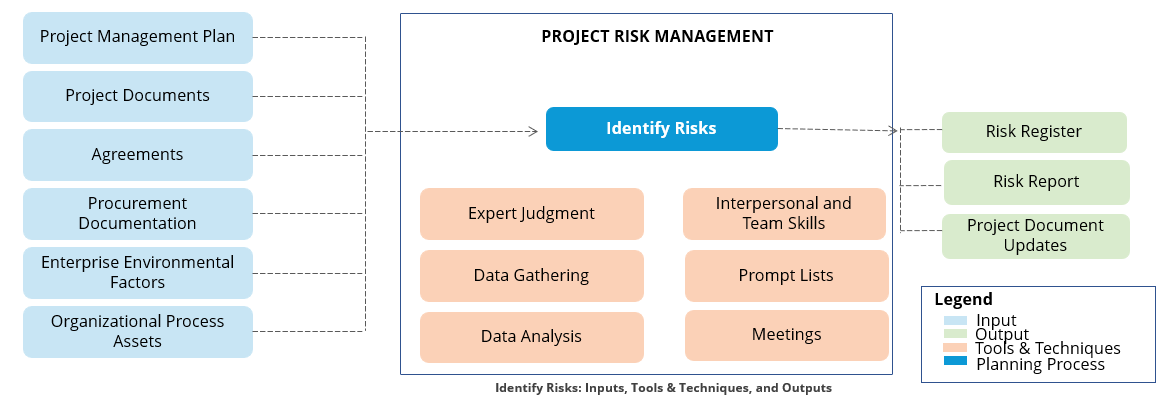 Project Management Plan
Project Documents
Agreements
Procurement
Documentation
Enterprise Environmental
Factors
Organizational Process
Assets
PROJECT RISK MANAGEMENT
Identify Risks
Expert Judgment
Interpersonal and
Team Skills
Data Gathering
Prompt Lists
Data Analysis
Meetings
Risk Register
Risk Report
Project Document
Updates
Legend
Input
Output
Tools & Techniques
Planning Process
Identify Risks: Inputs, Tools & Techniques, and Outputs